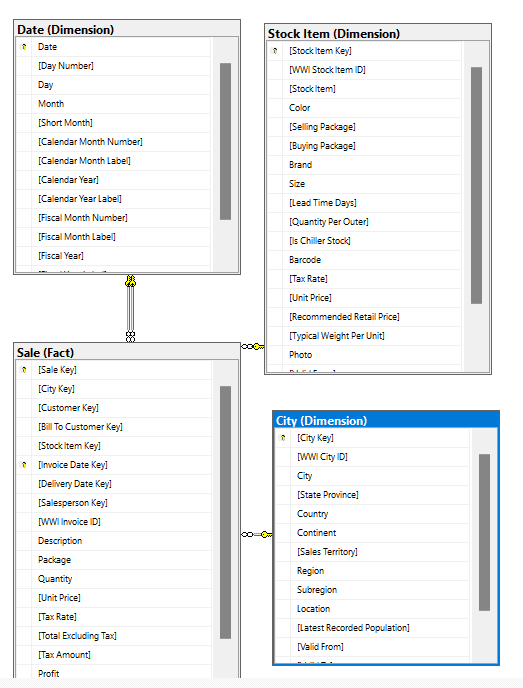 Date (Dimension)
Date
[Day Number]
Day
Month
[Short Month]
[Calendar Month Number]
[Calendar Month Label]
[Calendar Year]
[Calendar Year Label]
[Fiscal Month Number]
[Fiscal Month Label]
[Fiscal Year]
Stock Item (Dimension)
[Stock Item Key]
[WWI Stock Item ID]
[Stock Item]
Color
[Selling Package]
[Buying Package]
Brand
Size
[Lead Time Days]
[Quantity Per Outer]
[Is Chiller Stock]
Barcode
[Tax Rate]
[Unit Price]
[Recommended Retail Price]
[Typical Weight Per Unit]
Photo
Sale (Fact)
[Sale Key]
[City Key]
[Customer Key]
[Bill To Customer Key]
[Stock Item Key]
[Invoice Date Key]
[Delivery Date Key]
[Salesperson Key]
[WWI Invoice ID]
Description
Package
Quantity
[Unit Price]
[Tax Rate]
[Total Excluding Tax]
[Tax Amount]
Profit
City (Dimension)
[City Key]
[WWI City ID]
City
[State Province]
Country
Continent
[Sales Territory]
Region
Subregion
Location
[Latest Recorded Population]
[Valid From]